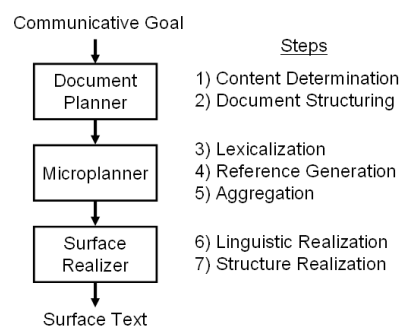 Communicative Goal
Steps
Document
Planner
1) Content Determination
2) Document Structuring
Microplanner
3) Lexicalization
4) Reference Generation
5) Aggregation
Surface
Realizer
6) Linguistic Realization
7) Structure Realization
Surface Text